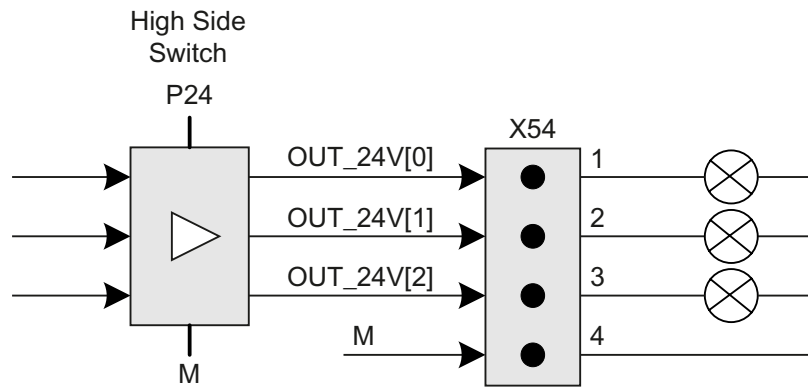 High Side
Switch
P24
X54
OUT_24V[0]
1
OUT_24V[1]
2
OUT_24V[2]
3
M
4
M